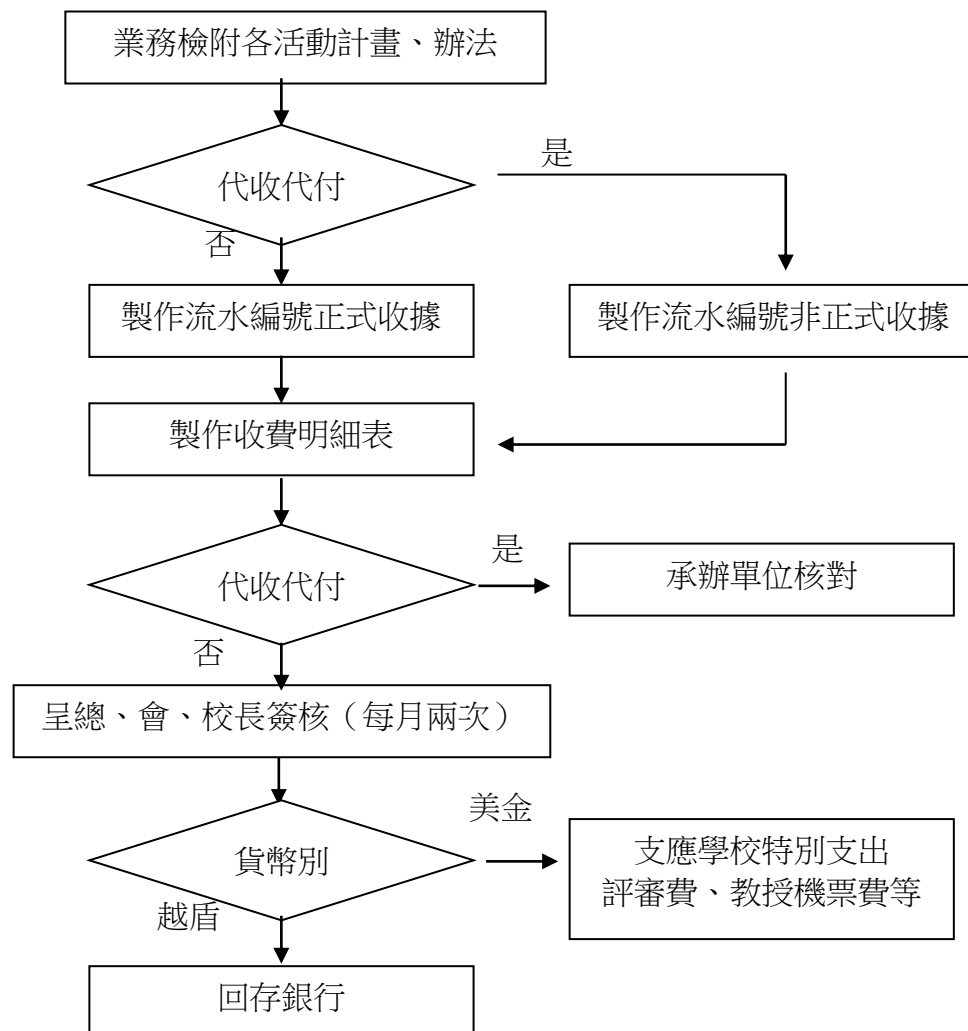 業務檢附各活動計畫、辦法
是
代收代付
否
製作流水編號正式收據
製作流水編號非正式收據
製作收費明細表
是
代收代付
承辦單位核對
否
呈總、會、校長簽核（每月兩次）
美金
貨幣別
支應學校特別支出
評審費、教授機票費等
越盾
回存銀行